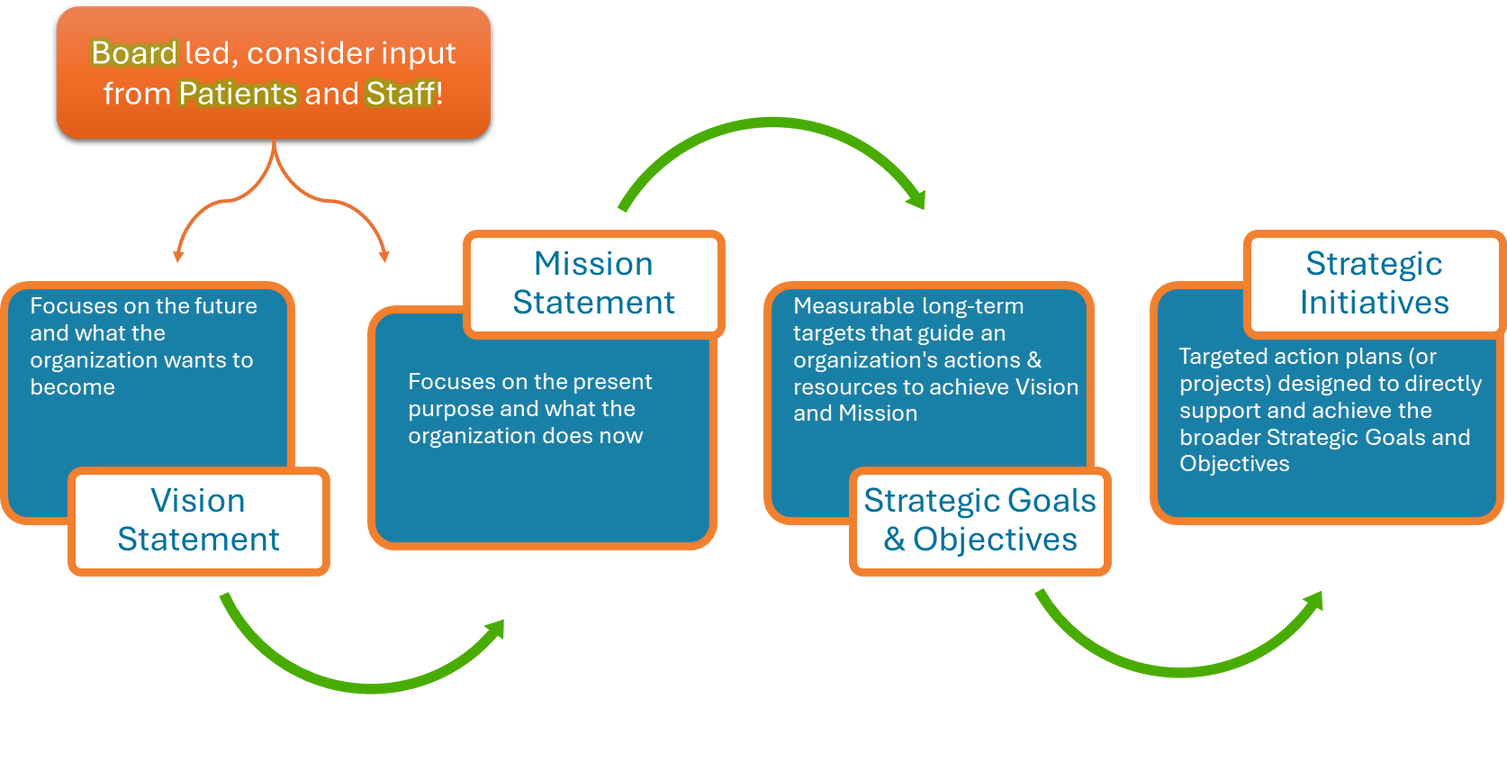 Board led, consider input
from Patients and Staff!
Focuses on the future
and what the
organization wants to
become
Vision
Statement
Mission
Statement
Focuses on the present
purpose and what the
organization does now
Measurable long-term
targets that guide an
organization's actions &
resources to achieve Vision
and Mission
Strategic Goals
& Objectives
Strategic
Initiatives
Targeted action plans (or
projects) designed to directly
support and achieve the
broader Strategic Goals and
Objectives